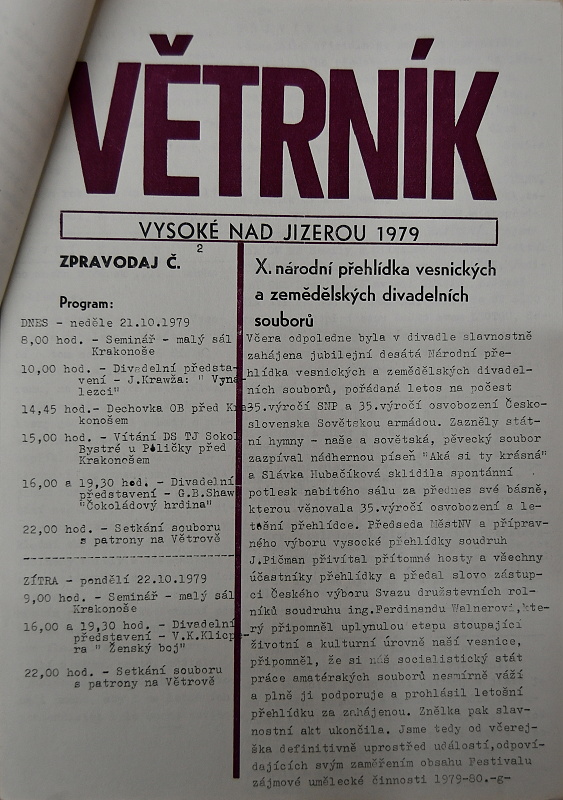 VĚTRNÍK
VYSOKÉ NAD JIZEROU 1979
ZPRAVODAJ Č. 2
Program:
DNES - neděle 21.10.1979
8,00 hod. - Seminář - malý sál
Krakonoše
10,00 hod. - Divadelní představe-
vení - J.Krawža: " Vyná
lezci"
14,45 hod.- Dechovka OB před Kra
konošem
15,00 hod. - Vítání DS TJ Sokol
Bystré u Poličky před
Krakonošem
16,00 a 19,30 hod. - Divadelní
představení - G.B.Shaw
"Čokoládový hrdina"
22,00 hod. - Setkání souboru
s patrony na Větrově
ZÍTRA - pondělí 22.10.1979
9,00 hod. - Seminář - malý sál
Krakonoše
16,00 a 19,30 hod. - Divadelní
představení - V.K.Klicpe
ra " Ženský boj"
22,00 hod. - Setkání souboru
s patrony na Větrově
X. národní přehlídka vesnických
a zemědělských divadelních
souborů
Včera odpoledne byla v divadle slavnostně
zahájena jubilejní desátá Národní pře-
hlídka vesnických a zemědělských divadel-
ních souborů, pořádaná letos na počest
35.výročí SNP a 35.výročí osvobození Česko-
slovenska Sovětskou armádou. Zazněly stát-
ní hymny - naše a sovětská, pěvecký soubor
zazpíval nádhernou píseň "Aká si ty krásná"
a Slávka Hubačíková sklidila spontánní
potlesk nabitého sálu za přednes své básně,
kterou věnovala 35.výročí osvobození a le-
tošní přehlídce. Předseda MěstNV a příprav-
ného výboru vysocké přehlídky soudruh
J.Pičman přivítal přítomné hosty a všechny
účastníky přehlídky a předal slovo zástup-
ci Českého výboru Svazu družstevních rol-
níků soudruhu ing.Ferdinandu Walnerovi,kte-
rý připomněl uplynulou etapu stoupající
životní a kulturní úrovně naší vesnice,
připomněl, že si náš socialistický stát
práce amatérských souborů nesmírně váží
a plně ji podporuje a prohlásil letošní
přehlídku za zahájenou. Znělka pak slav-
nostní akt ukončila. Jsme tedy od včerej-
ška definitivně uprostřed událostí,odpoví-
dajících svým zaměřením obsahu Festivalu
zájmové umělecké činnosti 1979-80.-g-